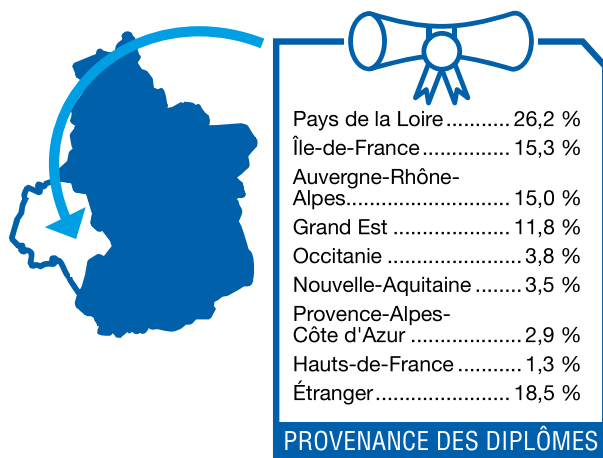 Pays de la Loire........... 26,2 %
Île-de-France............... 15,3 %
Auvergne-Rhône-
Alpes............................ 15,0 %
Grand Est .................... 11,8 %
Occitanie ....................... 3,8 %
Nouvelle-Aquitaine ........ 3,5 %
Provence-Alpes-
Côte d'Azur ................... 2,9 %
Hauts-de-France ........... 1,3 %
Étranger....................... 18,5 %
PROVENANCE DES DIPLÔMES